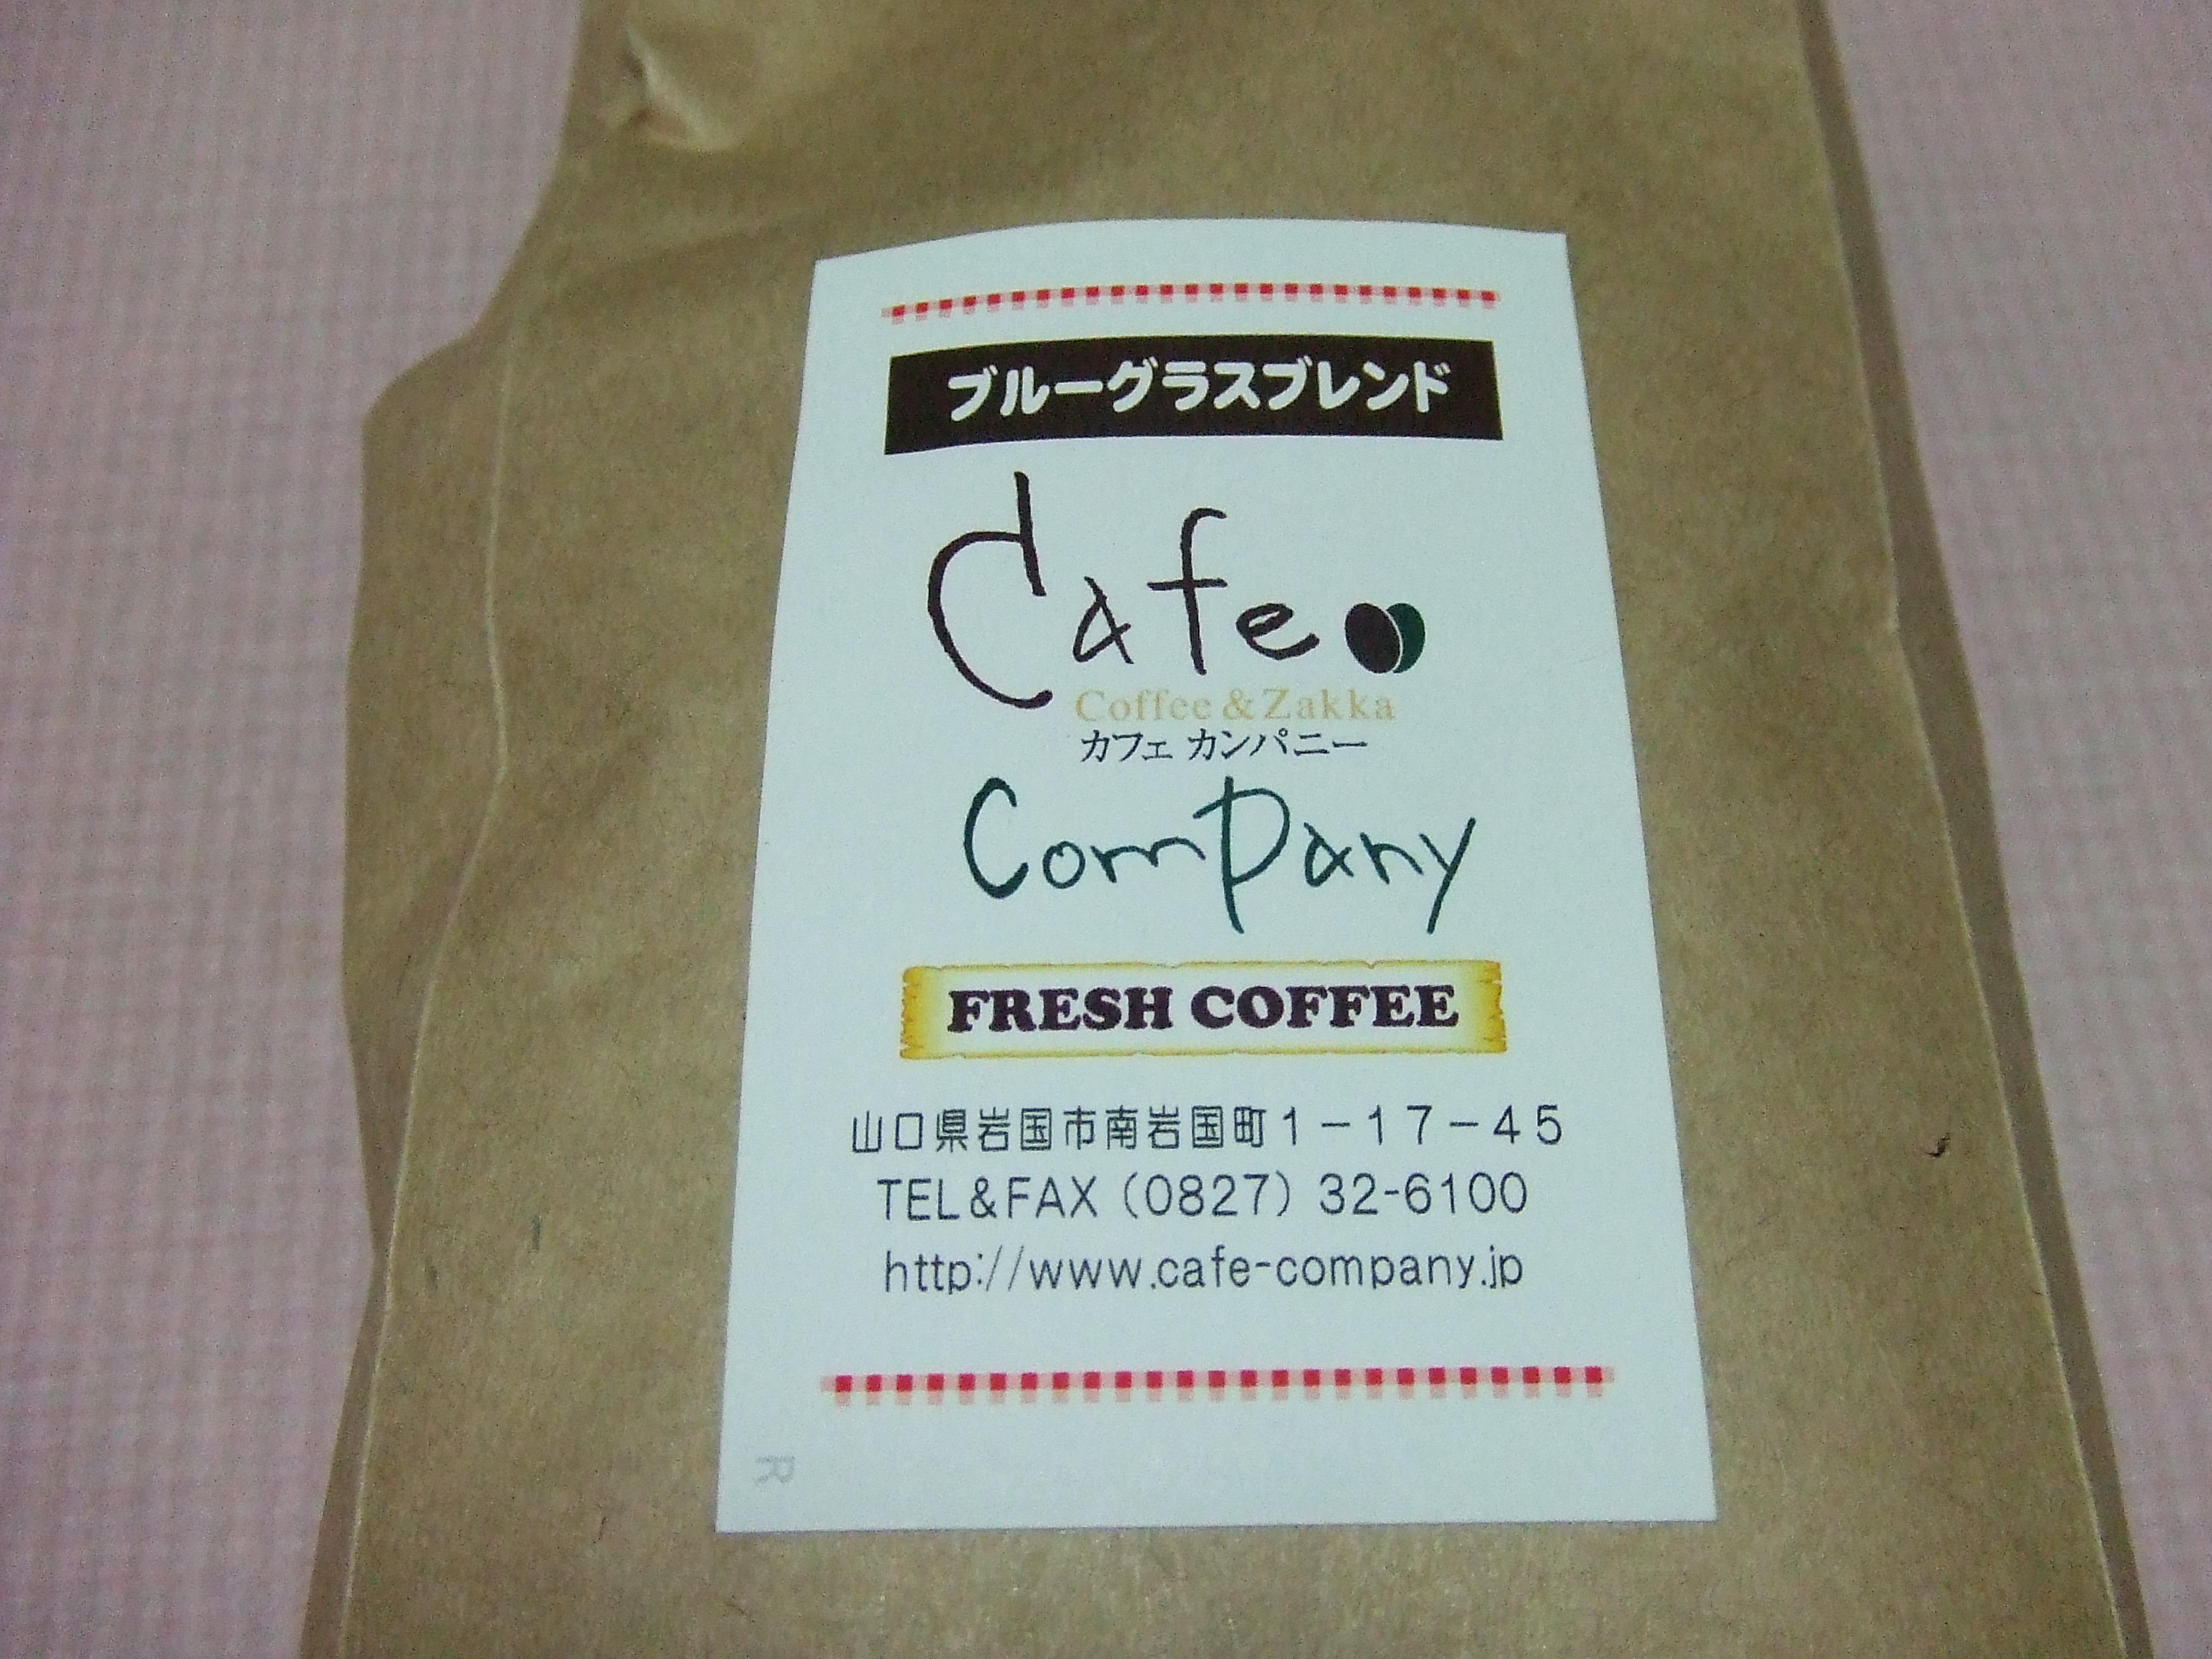 ブルーグラスブレンド
Cafe
Coffee & Zakka
カフェ カンパニー
Company
FRESH COFFEE
山口県岩国市南岩国町1-17-45
TEL&FAX (0827) 32-6100
http://www.cafe-company.jp
R